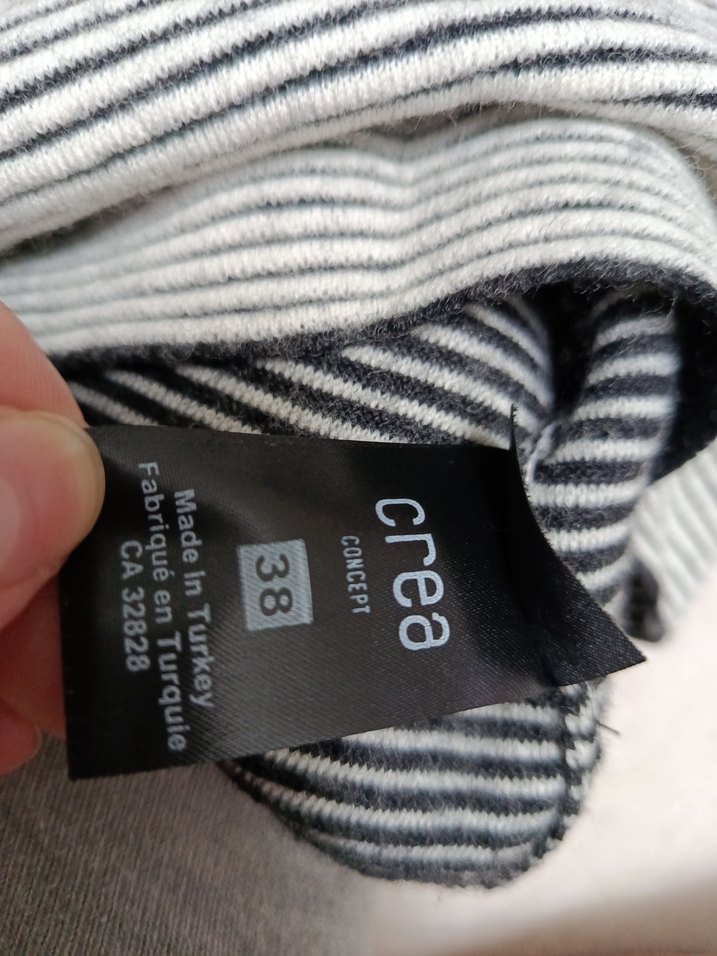 crea
CONCEPT
38
Made In Turkey
Fabriqué en Turquie
CA 32828